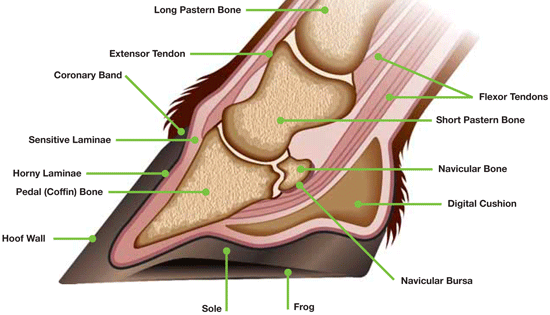 Long Pastern Bone
Extensor Tendon
Coronary Band
Flexor Tendons
Short Pastern Bone
Sensitive Laminae
Horny Laminae
Navicular Bone
Pedal (Coffin) Bone
Digital Cushion
Hoof Wall
Navicular Bursa
Sole
Frog